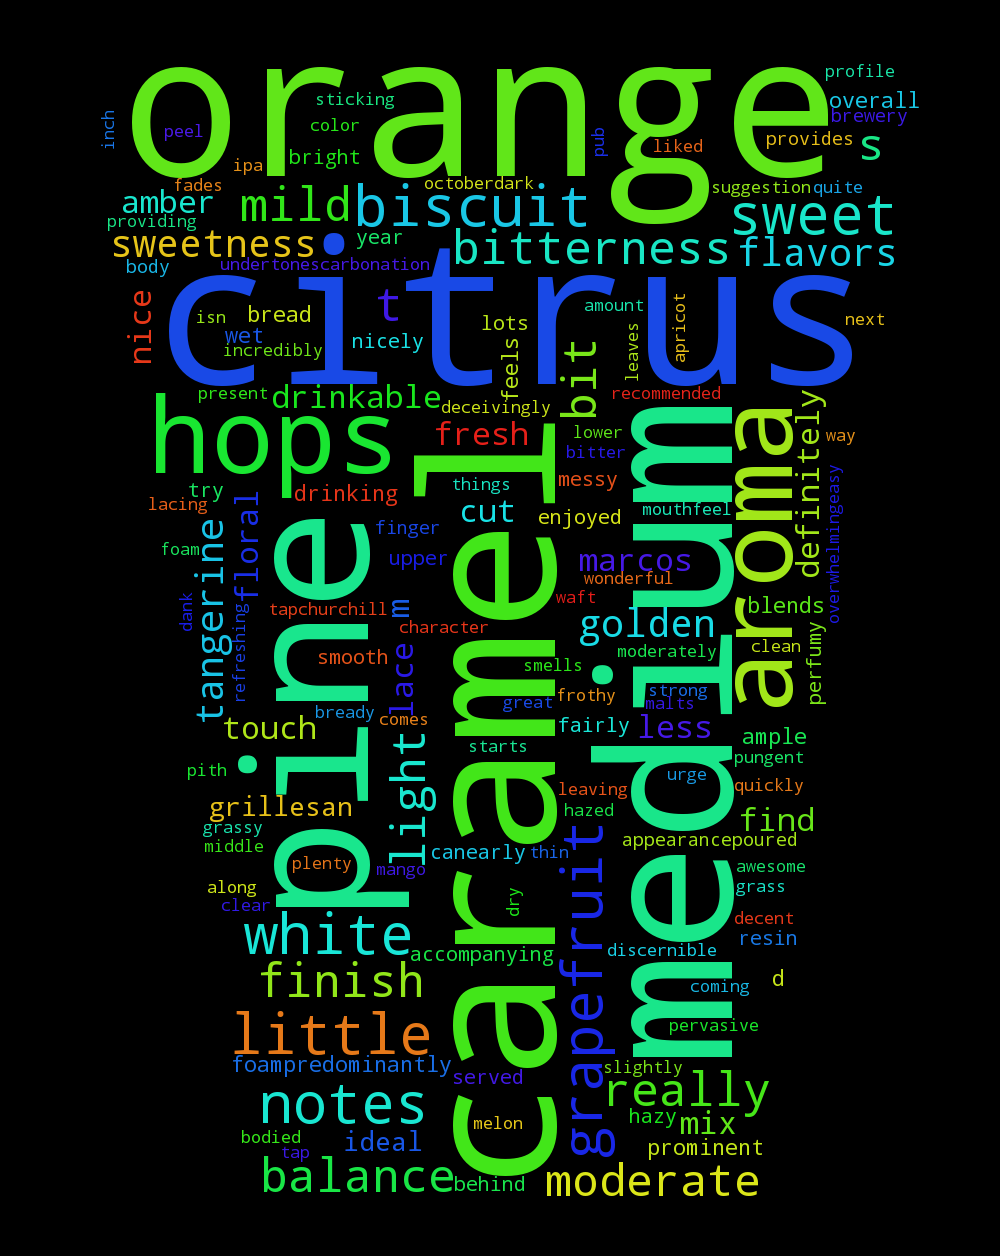 orange
profile
sticking
overall
inch
peel
color
brewery
pub
provides
s
liked
bright
ipa
fades
octoberdark
suggestion
quite
amber
mild
biscuit
sweet
providing
sweetness
year
bitterness
flavors
body
undertonescarbonation
citrus
nice
t
isn
bread
wet
nicely
incredibly
lots
amount
apricot
leaves
next
feels
bit
present
drinkable
deceivingly
recommended
hops
fresh
lower
bitter
aroma
definitely
way
try
drinking
things
messy
lacing
cut
enjoyed
mouthfeel
overwhelmingeasy
finger
foam
floral
tangerine
upper
marcos
wonderful
dank
refreshing
tapchurchill
m
waft
character
golden
blends
smooth
lace
smells
moderately
clean
perfumy
pine
caramel
medium
great
frothy
strong
malts
bready
comes
touch
fairly
less
ample
starts
pungent
pith
light
urge
quickly
leaving
grillesan
hazed
find
grassy
middle
appearancepoured
canearly
thin
plenty
mango
awesome
along
clear
dry
grass
grapefruit
decent
white
resin
accompanying
discernible
finish
d
coming
little
pervasive
foampredominantly
served
slightly
really
notes
melon
hazy
mix
bodied
ideal
tap
prominent
balance
behind
moderate